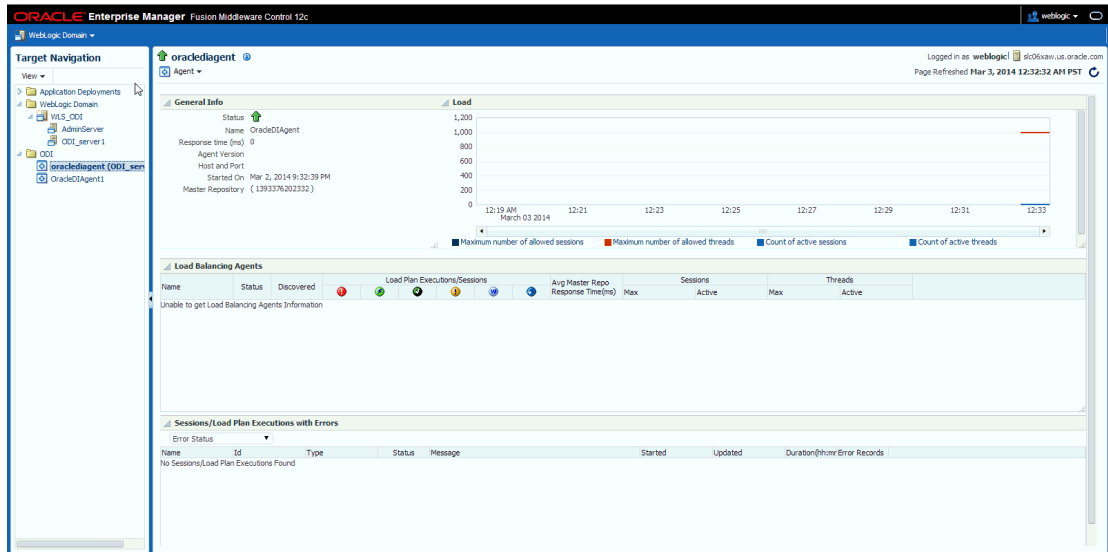 ORACLE Enterprise Manager Fusion Middleware Control 12c
weblogic
WebLogic Domain
Target Navigation
View
Application Deployments
WebLogic Domain
WLS_ODI
AdminServer
ODI_server1
ODI
oraclediagent (ODI_serv
OracleDIAgent1
oraclediagent
Agent
Logged in as weblogic
slc06xaw.us.oracle.com
Page Refreshed Mar 3, 2014 12:32:32 AM PST
General Info
Status
Name OracleDIAgent
Response time (ms) 0
Agent Version
Host and Port
Started On Mar 2, 2014 9:32:39 PM
Master Repository ( 1393376202332 )
Load
1,200
1,000
800
600
400
200
0
12:19 AM 12:21 12:23 12:25 12:27 12:29 12:31 12:33
March 03 2014
Maximum number of allowed sessions Maximum number of allowed threads Count of active sessions Count of active threads
Load Balancing Agents
Name Status Discovered Load Plan Executions/Sessions Avg Master Repo Response Time(ms) Sessions Threads
Max Active Max Active
Unable to get Load Balancing Agents Information
Sessions/Load Plan Executions with Errors
Error Status
Name Id Type Status Message Started Updated Duration(hh:mm Error Records
No Sessions/Load Plan Executions Found